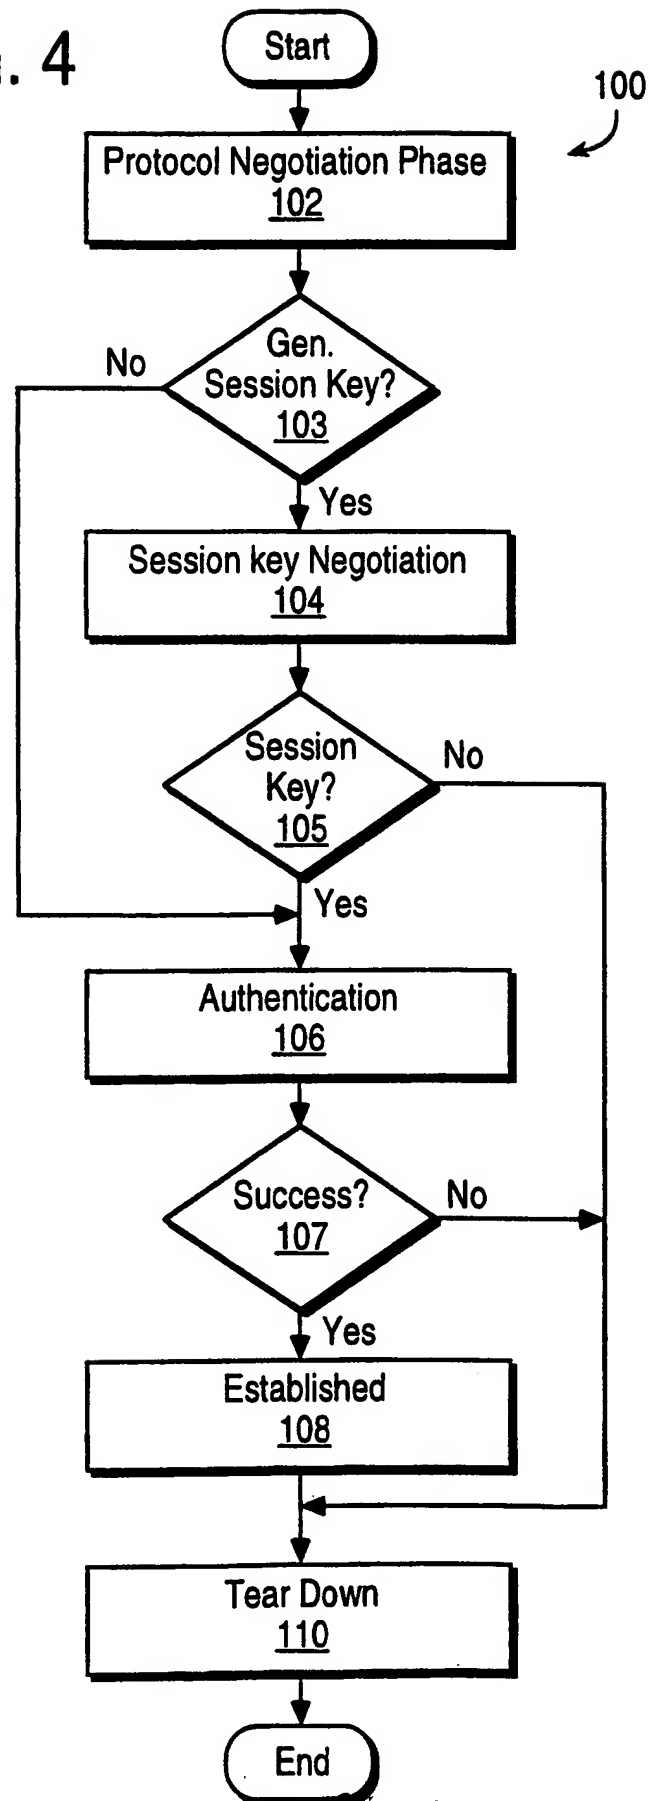 . 4
Start
100
Protocol Negotiation Phase
102
Gen.
Session Key?
103
No
Yes
Session key Negotiation
104
Session
Key?
105
No
Yes
Authentication
106
Success?
107
No
Yes
Established
108
Tear Down
110
End